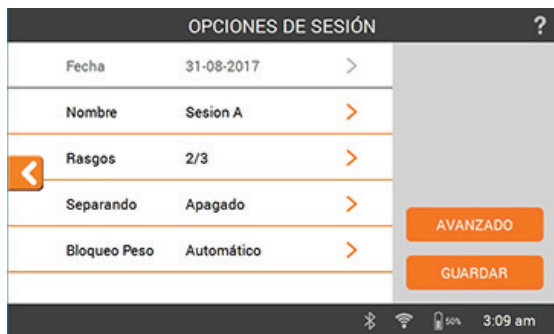 OPCIONES DE SESIÓN ?
Fecha 31-08-2017
Nombre Sesion A
Rasgos 2/3
Separando Apagado
Bloqueo Peso Automático
AVANZADO
GUARDAR
50% 3:09 am